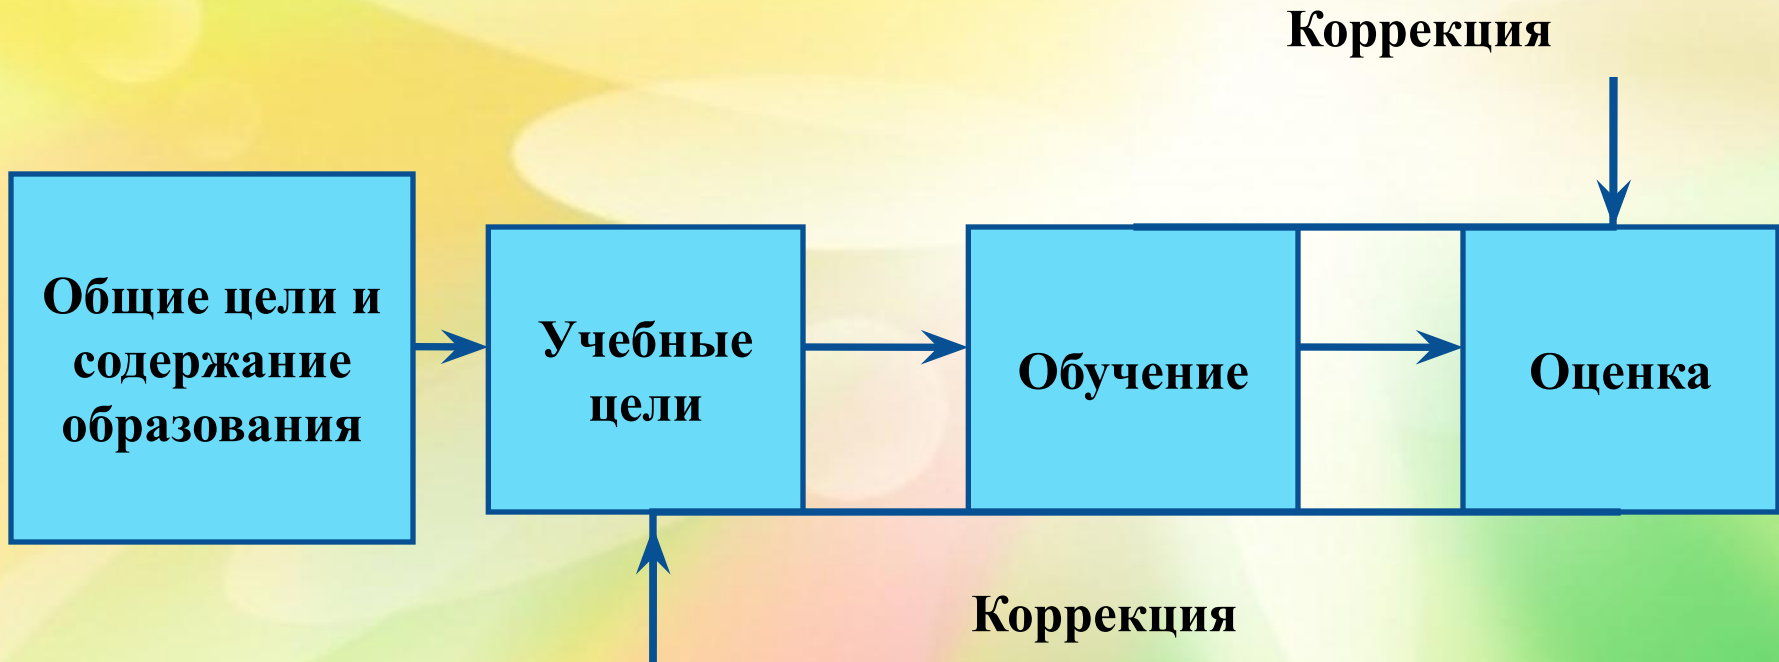 Коррекция
Общие цели и
содержание
образования
Учебные
цели
Обучение
Оценка
Коррекция